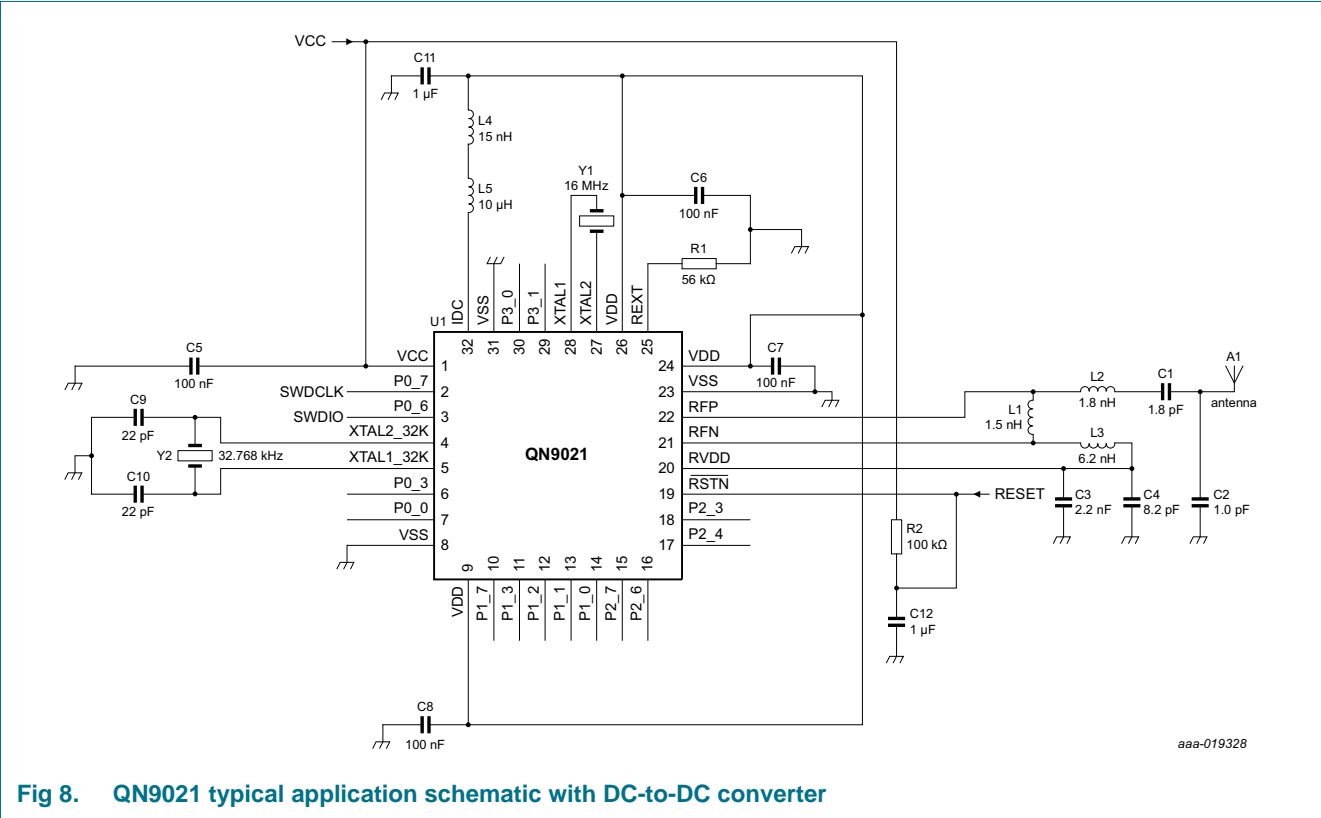 VCC
C11
1 µF
L4
15 nH
L5
10 µH
Y1
16 MHz
C6
100 nF
R1
56 kΩ
U1
IDC
VSS
P3_0
P3_1
XTAL1
XTAL2
VDD
REXT
32
31
30
29
28
27
26
25
C5
100 nF
VCC
1
SWDCLK
P0_7
2
SWDIO
P0_6
3
C9
22 pF
XTAL2_32K
4
Y2
32.768 kHz
XTAL1_32K
5
C10
22 pF
P0_3
6
P0_0
7
VSS
8
QN9021
24
VDD
C7
100 nF
23
VSS
22
RFP
21
RFN
20
RVDD
19
RSTN
RESET
18
P2_3
17
P2_4
L1
1.5 nH
L2
1.8 nH
C1
1.8 pF
A1
antenna
L3
6.2 nH
C3
2.2 nF
C4
8.2 pF
C2
1.0 pF
R2
100 kΩ
C12
1 µF
9
10
11
12
13
14
15
16
VDD
P1_7
P1_3
P1_2
P1_1
P1_0
P2_7
P2_6
C8
100 nF
aaa-019328
Fig 8. QN9021 typical application schematic with DC-to-DC converter